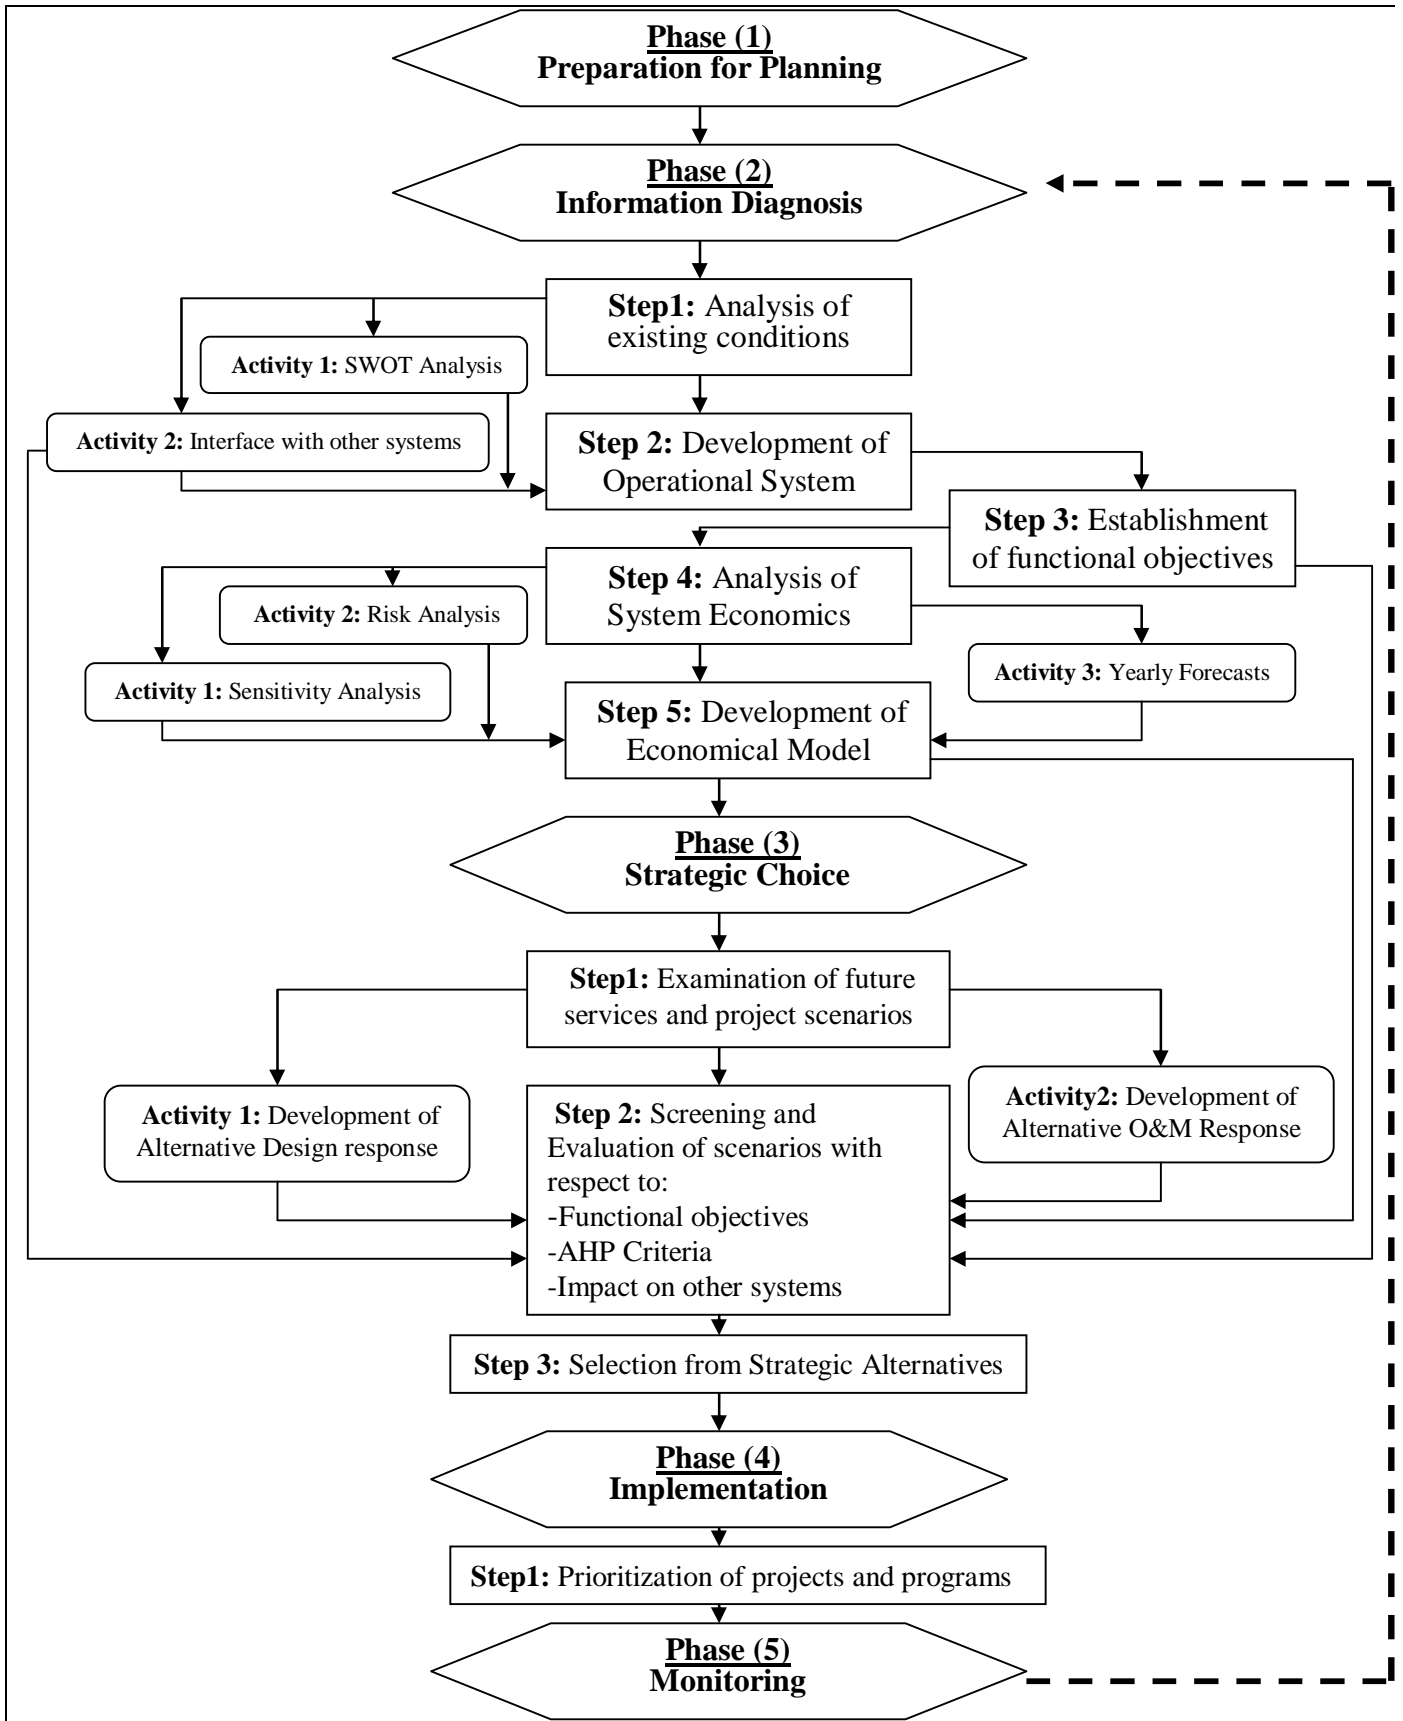 Phase (1)
Preparation for Planning
Phase (2)
Information Diagnosis
Step1: Analysis of
existing conditions
Activity 1: SWOT Analysis
Activity 2: Interface with other systems
Step 2: Development of
Operational System
Step 3: Establishment
of functional objectives
Step 4: Analysis of
System Economics
Activity 2: Risk Analysis
Activity 1: Sensitivity Analysis
Activity 3: Yearly Forecasts
Step 5: Development of
Economical Model
Phase (3)
Strategic Choice
Step1: Examination of future
services and project scenarios
Activity 1: Development of
Alternative Design response
Step 2: Screening and
Evaluation of scenarios with
respect to:
-Functional objectives
-AHP Criteria
-Impact on other systems
Activity2: Development of
Alternative O&M Response
Step 3: Selection from Strategic Alternatives
Phase (4)
Implementation
Step1: Prioritization of projects and programs
Phase (5)
Monitoring